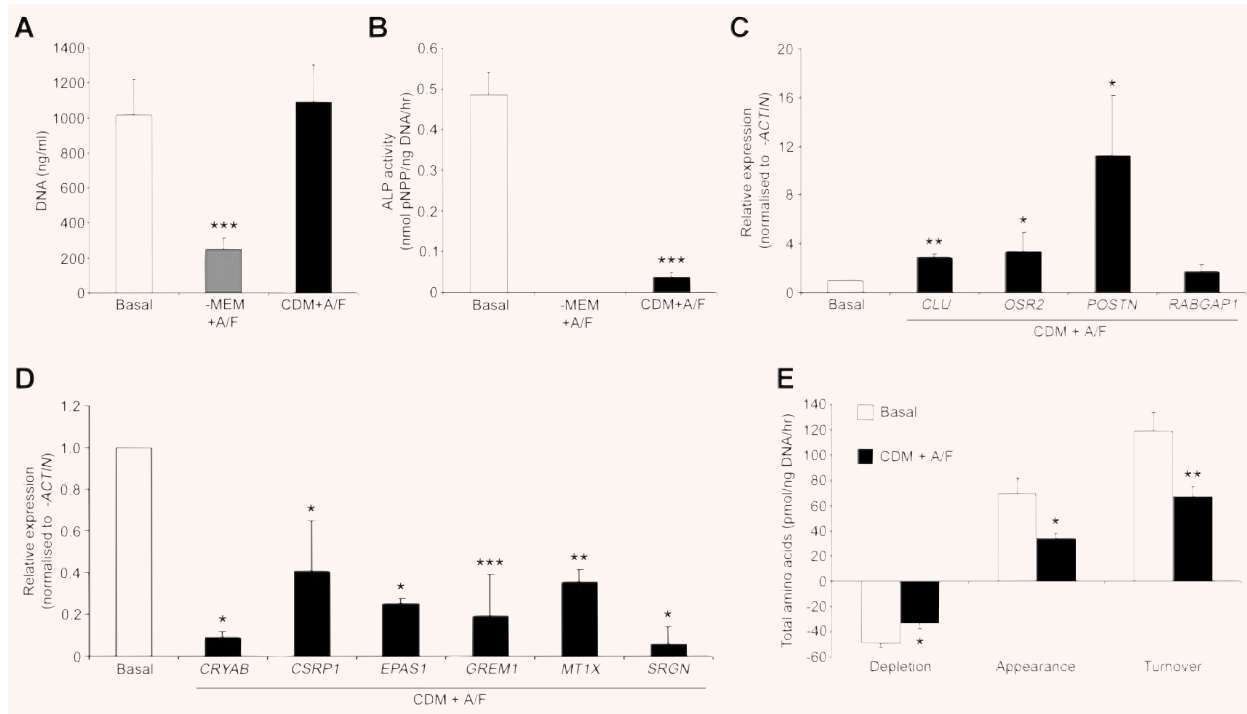 A
1400
1200
1000
800
600
400
200
0
DNA (ng/ml)
***
Basal
-MEM
+A/F
CDM+A/F
B
0.6
0.5
0.4
0.3
0.2
0.1
0
ALP activity
(nmol pNPP/ng DNA/hr)
***
Basal
-MEM
+A/F
CDM+A/F
C
20
16
12
8
4
0
Relative expression
(normalised to -ACTIN)
**
*
*
Basal
CLU
OSR2
POSTN
RABGAP1
CDM + A/F
D
1.2
1.0
0.8
0.6
0.4
0.2
0
Relative expression
(normalised to -ACTIN)
*
*
*
***
**
*
Basal
CRYAB
CSRP1
EPAS1
GREM1
MT1X
SRGN
CDM + A/F
E
140
120
100
80
60
40
20
0
-20
-40
-60
Total amino acids (pmol/ng DNA/hr)
Basal
CDM + A/F
*
*
**
Depletion
Appearance
Turnover